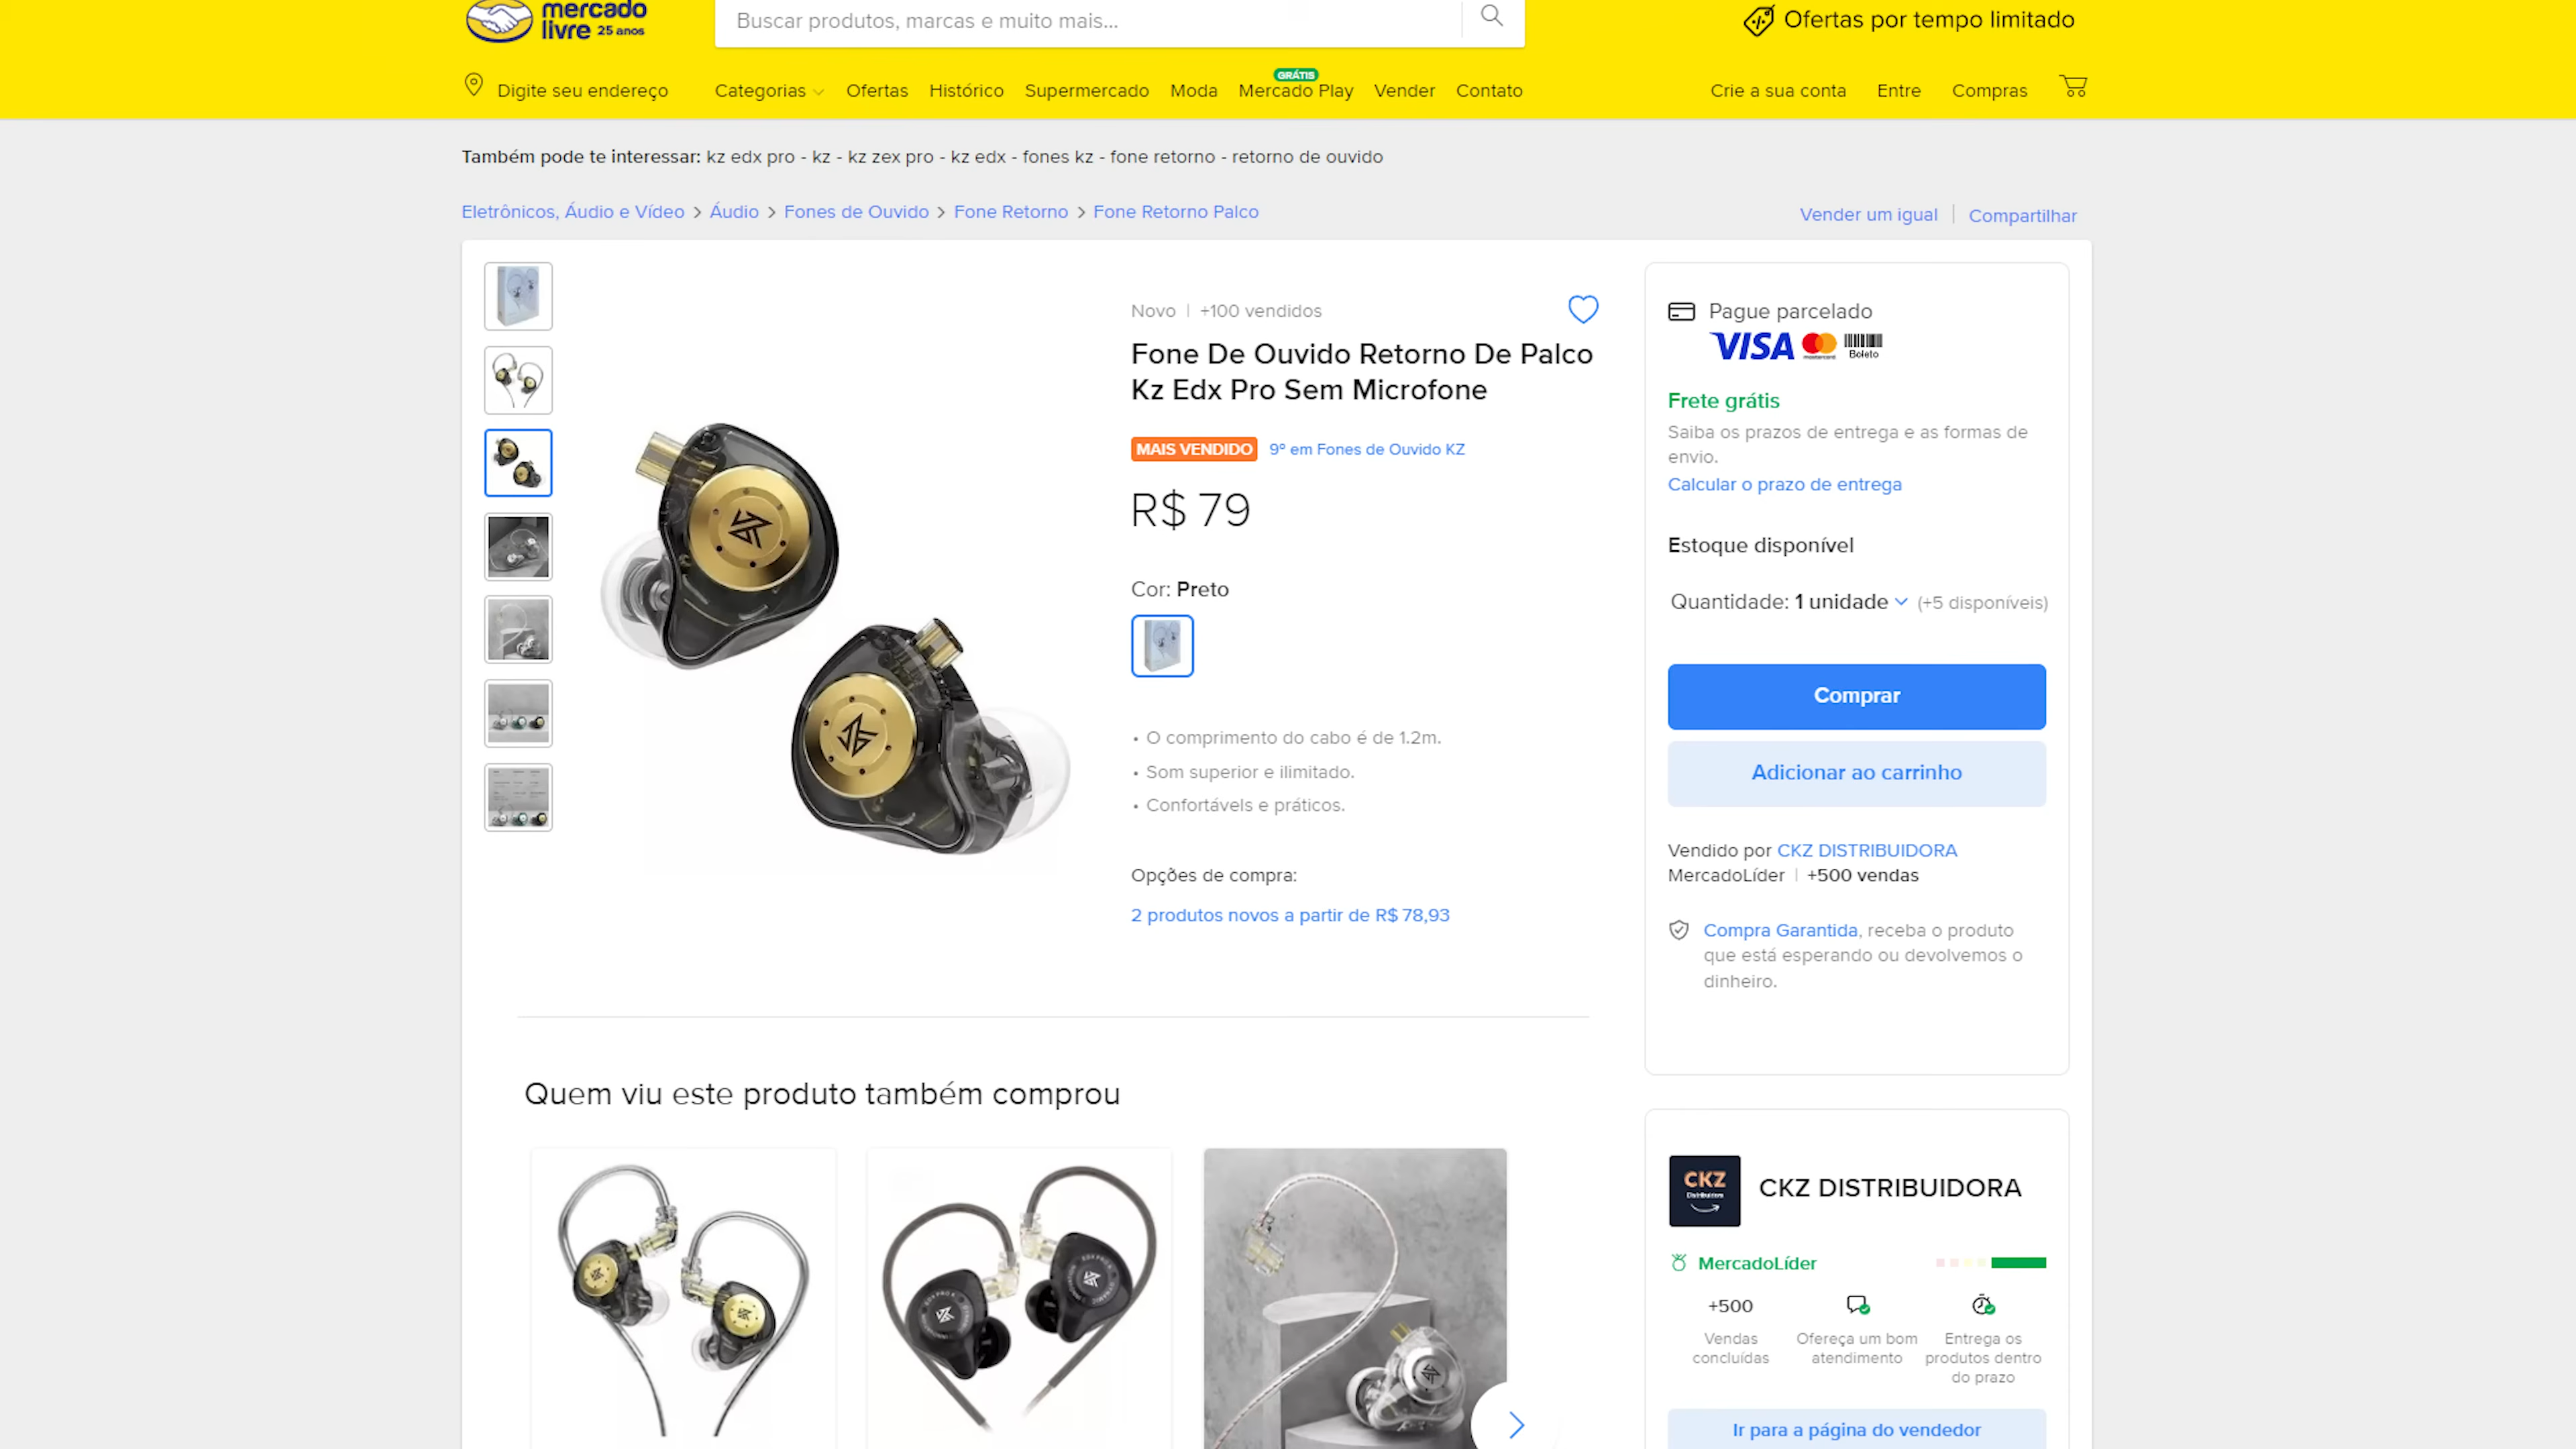 mercado
livre 25 anos
Buscar produtos, marcas e muito mais...
Ofertas por tempo limitado
Digite seu endereço
Categorias
Ofertas
Histórico
Supermercado
Moda
GRÁTIS
Mercado Play
Vender
Contato
Crie a sua conta
Entre
Compras
Também pode te interessar: kz edx pro - kz - kz zex pro - kz edx - fones kz - fone retorno - retorno de ouvido
Eletrônicos, Áudio e Vídeo > Áudio > Fones de Ouvido > Fone Retorno > Fone Retorno Palco
Vender um igual | Compartilhar
Novo | +100 vendidos
Fone De Ouvido Retorno De Palco
Kz Edx Pro Sem Microfone
MAIS VENDIDO 9º em Fones de Ouvido KZ
R$ 79
Cor: Preto
• O comprimento do cabo é de 1.2m.
• Som superior e ilimitado.
• Confortávels e práticos.
Opções de compra:
2 produtos novos a partir de R$ 78,93
Pague parcelado
VISA mastercard Boleto
Frete grátis
Saiba os prazos de entrega e as formas de
envio.
Calcular o prazo de entrega
Estoque disponível
Quantidade: 1 unidade (+5 disponíveis)
Comprar
Adicionar ao carrinho
Vendido por CKZ DISTRIBUIDORA
MercadoLíder | +500 vendas
Compra Garantida, receba o produto
que está esperando ou devolvemos o
dinheiro.
Quem viu este produto também comprou
CKZ
Distribuidora
CKZ DISTRIBUIDORA
MercadoLíder
+500
Vendas
concluídas
Ofereça um bom
atendimento
Entrega os
produtos dentro
do prazo
Ir para a página do vendedor